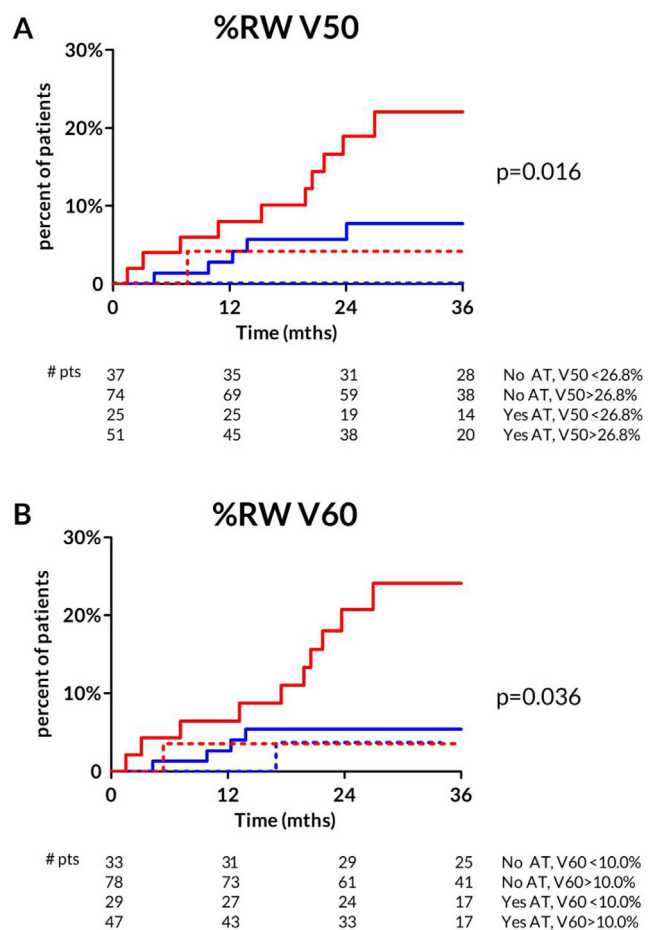 A
%RW V50
30%
20%
10%
0
percent of patients
p=0.016
0 12 24 36
Time (mths)
# pts 37 35 31 28 No AT, V50 <26.8%
74 69 59 38 No AT, V50>26.8%
25 25 19 14 Yes AT, V50 <26.8%
51 45 38 20 Yes AT, V50>26.8%
B
%RW V60
30%
20%
10%
0
percent of patients
p=0.036
0 12 24 36
Time (mths)
# pts 33 31 29 25 No AT, V60 <10.0%
78 73 61 41 No AT, V60>10.0%
29 27 24 17 Yes AT, V60 <10.0%
47 43 33 17 Yes AT, V60>10.0%